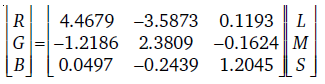 R 4.4679 −3.5873 0.1193 L
G = −1.2186 2.3809 −0.1624 M
B 0.0497 −0.2439 1.2045 S